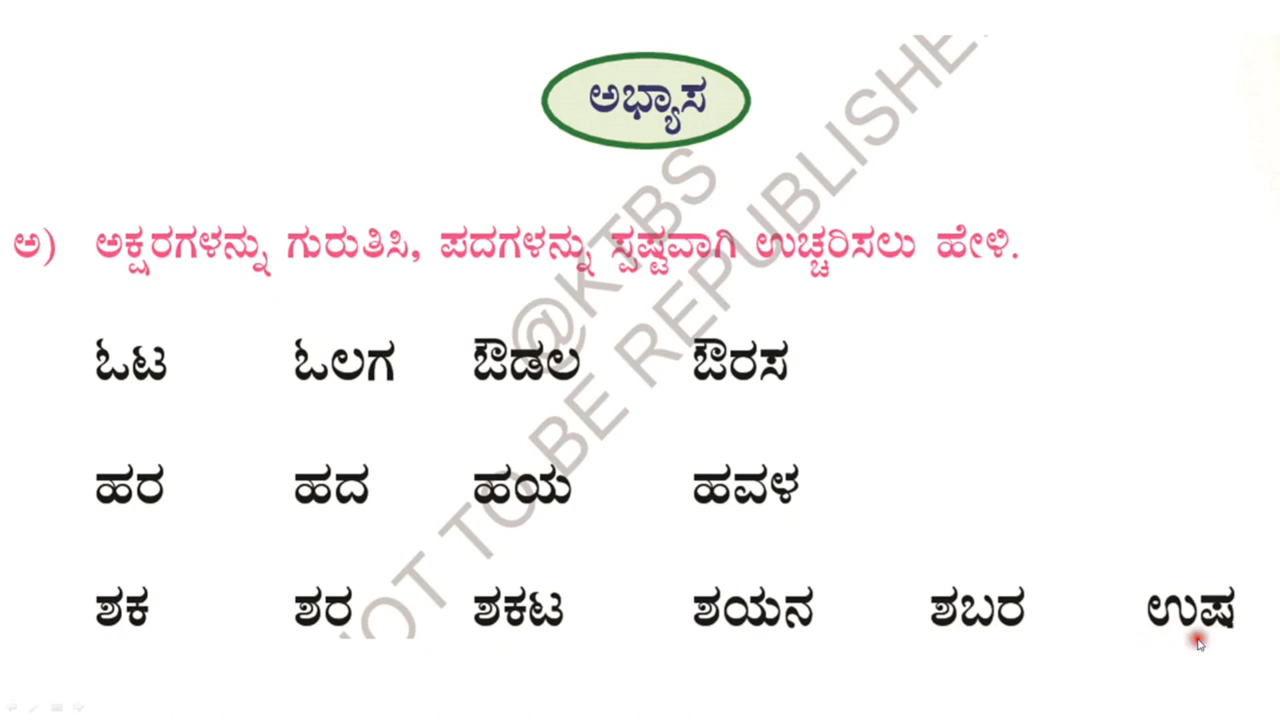 ಅಭ್ಯಾಸ
ಅ) ಅಕ್ಷರಗಳನ್ನು ಗುರುತಿಸಿ, ಪದಗಳನ್ನು ಸ್ಪಷ್ಟವಾಗಿ ಉಚ್ಚರಿಸಲು ಹೇಳಿ.
ಓಟ ಓಲಗ ಔಡಲ ಔರಸ
ಹರ ಹದ ಹಯ ಹವಳ
ಶಕ ಶರ ಶಕಟ ಶಯನ ಶಬರ ಉಷ
@KTBS
NOT TO BE REPUBLISHE